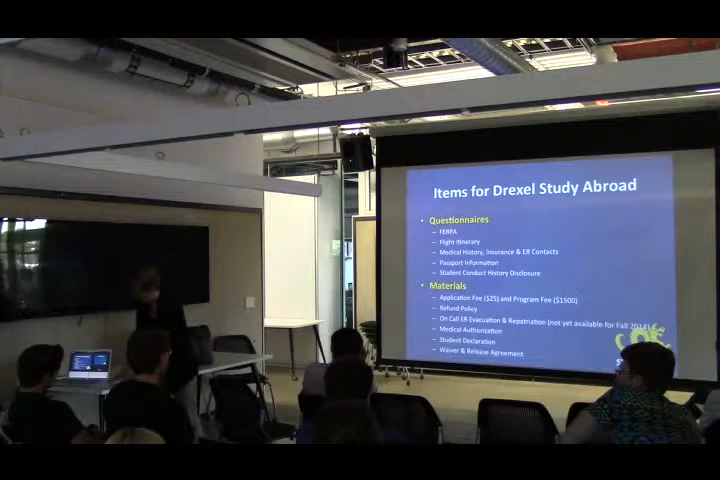 Items for Drexel Study Abroad
• Questionnaires
– FERPA
– Flight Itinerary
– Medical History, Insurance & ER Contacts
– Passport Information
– Student Conduct History Disclosure
• Materials
– Application Fee ($25) and Program Fee ($1500)
– Refund Policy
– On Call ER Evacuation & Repatriation (not yet available for Fall 2014)
– Medical Authorization
– Student Declaration
– Waiver & Release Agreement